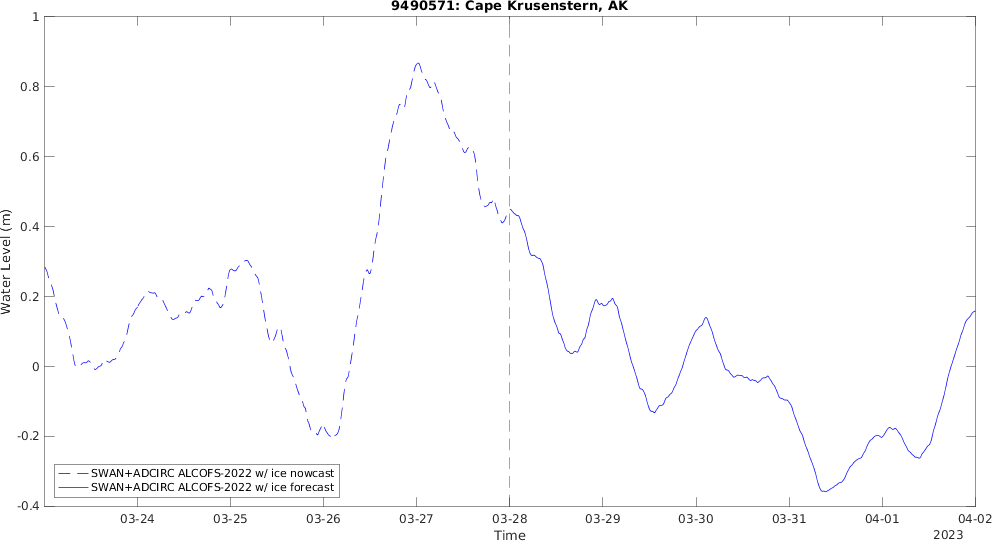 9490571: Cape Krusenstern, AK
1
0.8
0.6
0.4
0.2
0
-0.2
-0.4
Water Level (m)
SWAN+ADCIRC ALCOFS-2022 w/ ice nowcast
SWAN+ADCIRC ALCOFS-2022 w/ ice forecast
03-24 03-25 03-26 03-27 03-28 03-29 03-30 03-31 04-01 04-02
Time
2023